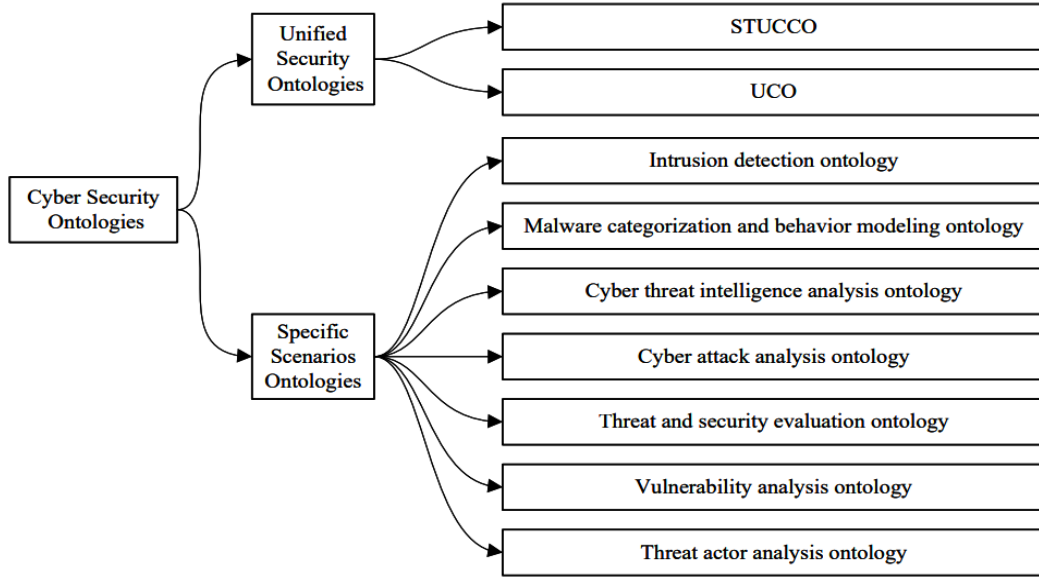 Cyber Security
Ontologies
Unified
Security
Ontologies
STUCCO
UCO
Specific
Scenarios
Ontologies
Intrusion detection ontology
Malware categorization and behavior modeling ontology
Cyber threat intelligence analysis ontology
Cyber attack analysis ontology
Threat and security evaluation ontology
Vulnerability analysis ontology
Threat actor analysis ontology